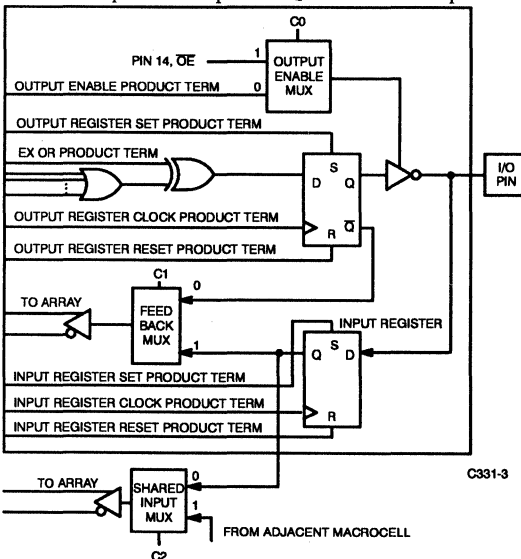 C0
PIN 14, OE
1
OUTPUT
ENABLE
MUX
OUTPUT ENABLE PRODUCT TERM
0
OUTPUT REGISTER SET PRODUCT TERM
EX OR PRODUCT TERM
D
S
Q
I/O
PIN
OUTPUT REGISTER CLOCK PRODUCT TERM
R
Q
OUTPUT REGISTER RESET PRODUCT TERM
C1
0
TO ARRAY
FEED
BACK
MUX
1
INPUT REGISTER
Q
S
D
INPUT REGISTER SET PRODUCT TERM
INPUT REGISTER CLOCK PRODUCT TERM
R
INPUT REGISTER RESET PRODUCT TERM
C331-3
TO ARRAY
SHARED
INPUT
MUX
0
1
FROM ADJACENT MACROCELL
C2